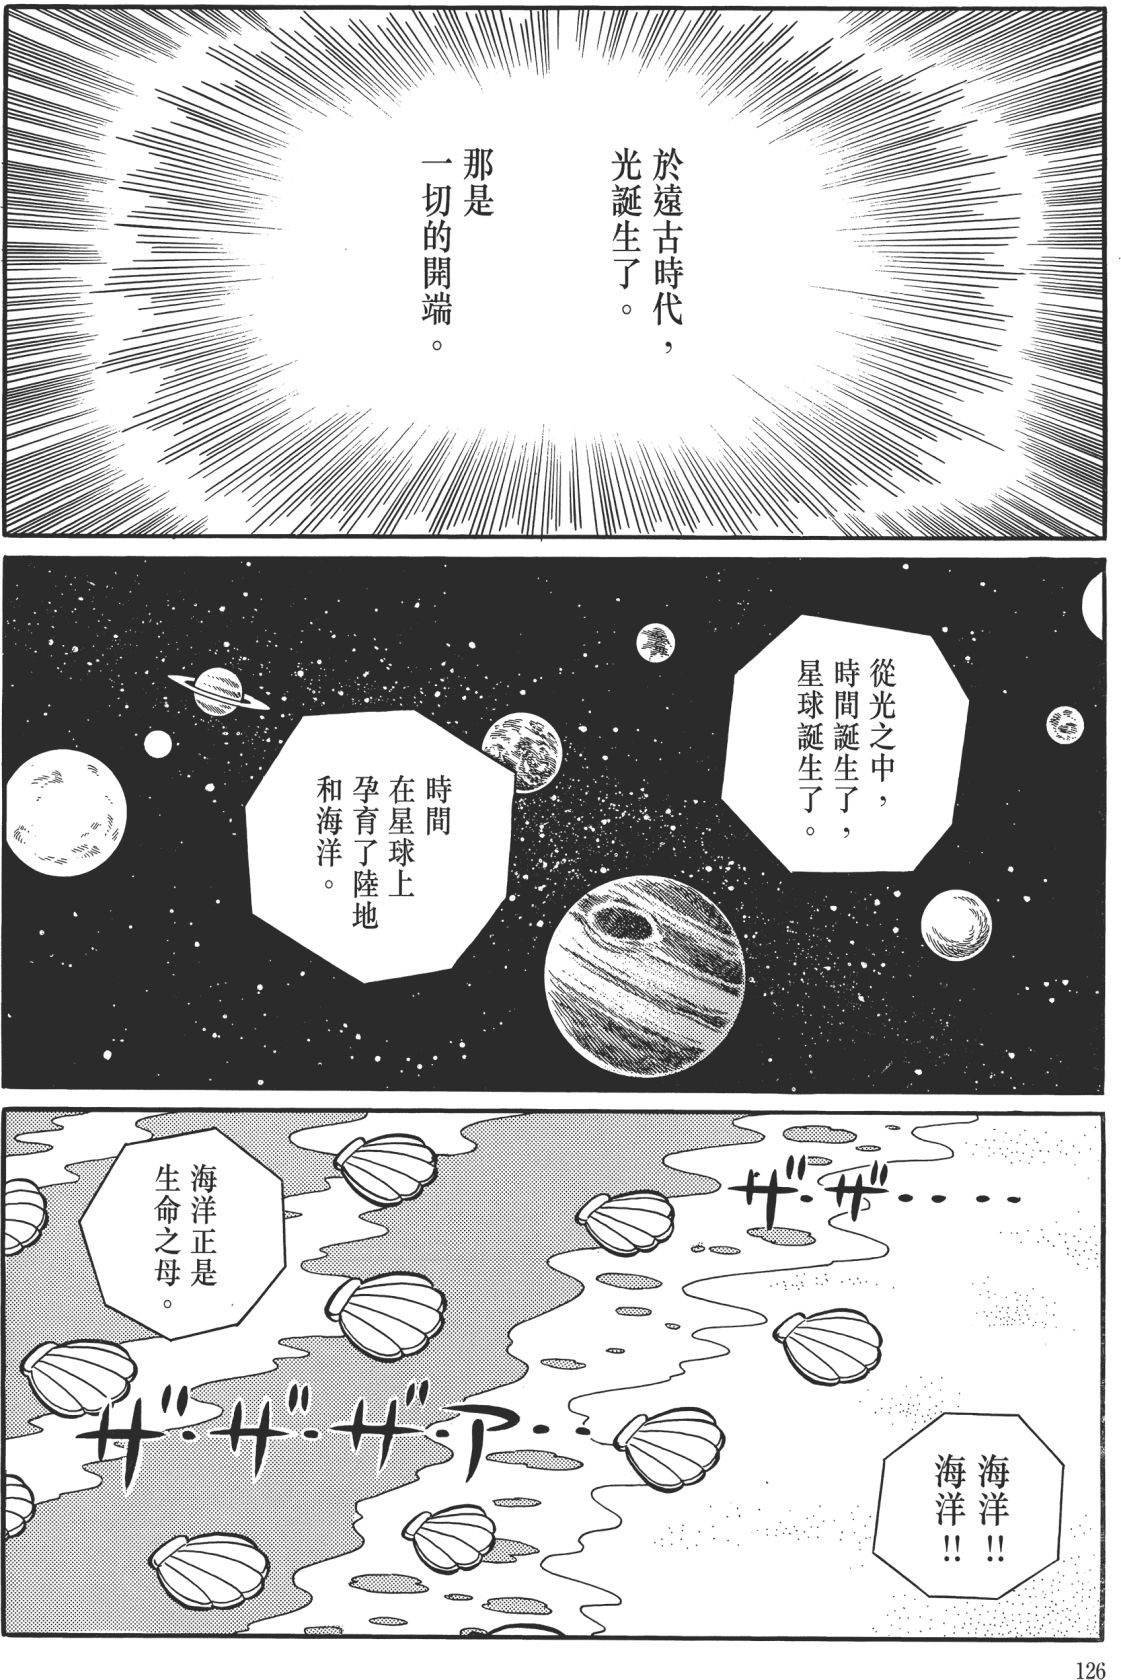 於遠古時代，
光誕生了。
那是
一切的開端。
從光之中，
時間誕生了，
星球誕生了。
時間
在星球上
孕育了陸地
和海洋。
ザ・ザ・・・・
海洋正是
生命之母。
ザ・ザ・ザ・ア・・
海洋!!
海洋!!
126